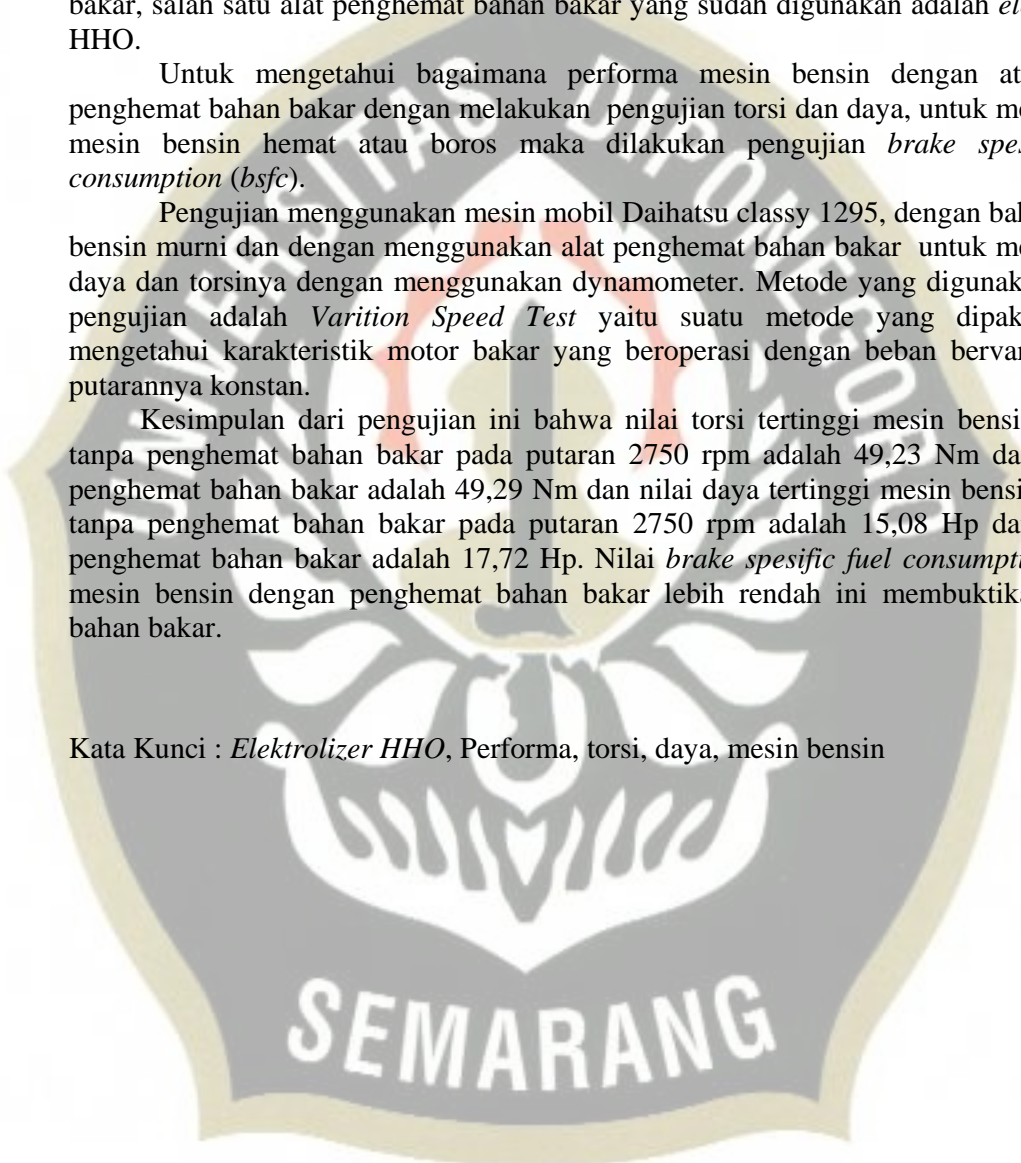 bakar, salah satu alat penghemat bahan bakar yang sudah digunakan adalah
HHO.
Untuk mengetahui bagaimana performa mesin bensin dengan
penghemat bahan bakar dengan melakukan pengujian torsi dan daya, untuk
mesin bensin hemat atau boros maka dilakukan pengujian brake
consumption (bsfc).
Pengujian menggunakan mesin mobil Daihatsu classy 1295, dengan
bensin murni dan dengan menggunakan alat penghemat bahan bakar untuk
daya dan torsinya dengan menggunakan dynamometer. Metode yang
pengujian adalah Varition Speed Test yaitu suatu metode yang
mengetahui karakteristik motor bakar yang beroperasi dengan beban
putarannya konstan.
Kesimpulan dari pengujian ini bahwa nilai torsi tertinggi mesin
tanpa penghemat bahan bakar pada putaran 2750 rpm adalah 49,23 Nm
penghemat bahan bakar adalah 49,29 Nm dan nilai daya tertinggi mesin
tanpa penghemat bahan bakar pada putaran 2750 rpm adalah 15,08 Hp
penghemat bahan bakar adalah 17,72 Hp. Nilai brake spesific fuel
mesin bensin dengan penghemat bahan bakar lebih rendah ini
bahan bakar.
Kata Kunci : Elektrolizer HHO, Performa, torsi, daya, mesin bensin
UNIVERSITAS DIPONEGORO
SEMARANG